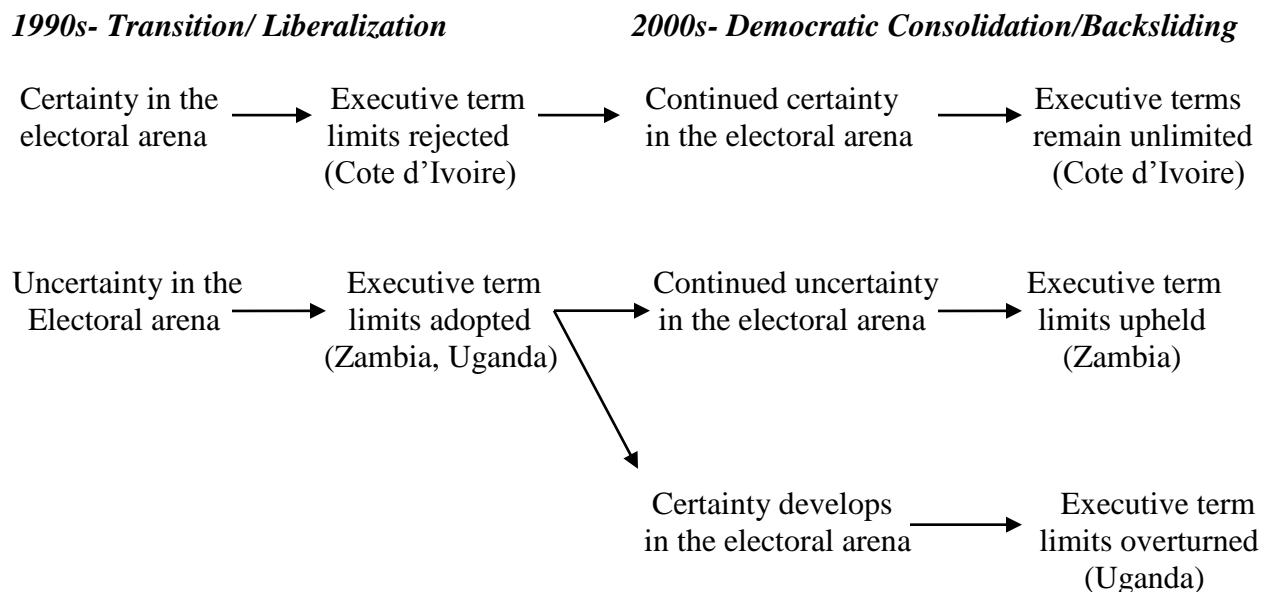 1990s- Transition/ Liberalization
2000s- Democratic Consolidation/Backsliding
Certainty in the
electoral arena
Executive term
limits rejected
(Cote d'Ivoire)
Continued certainty
in the electoral arena
Executive terms
remain unlimited
(Cote d'Ivoire)
Uncertainty in the
Electoral arena
Executive term
limits adopted
(Zambia, Uganda)
Continued uncertainty
in the electoral arena
Executive term
limits upheld
(Zambia)
Certainty develops
in the electoral arena
Executive term
limits overturned
(Uganda)